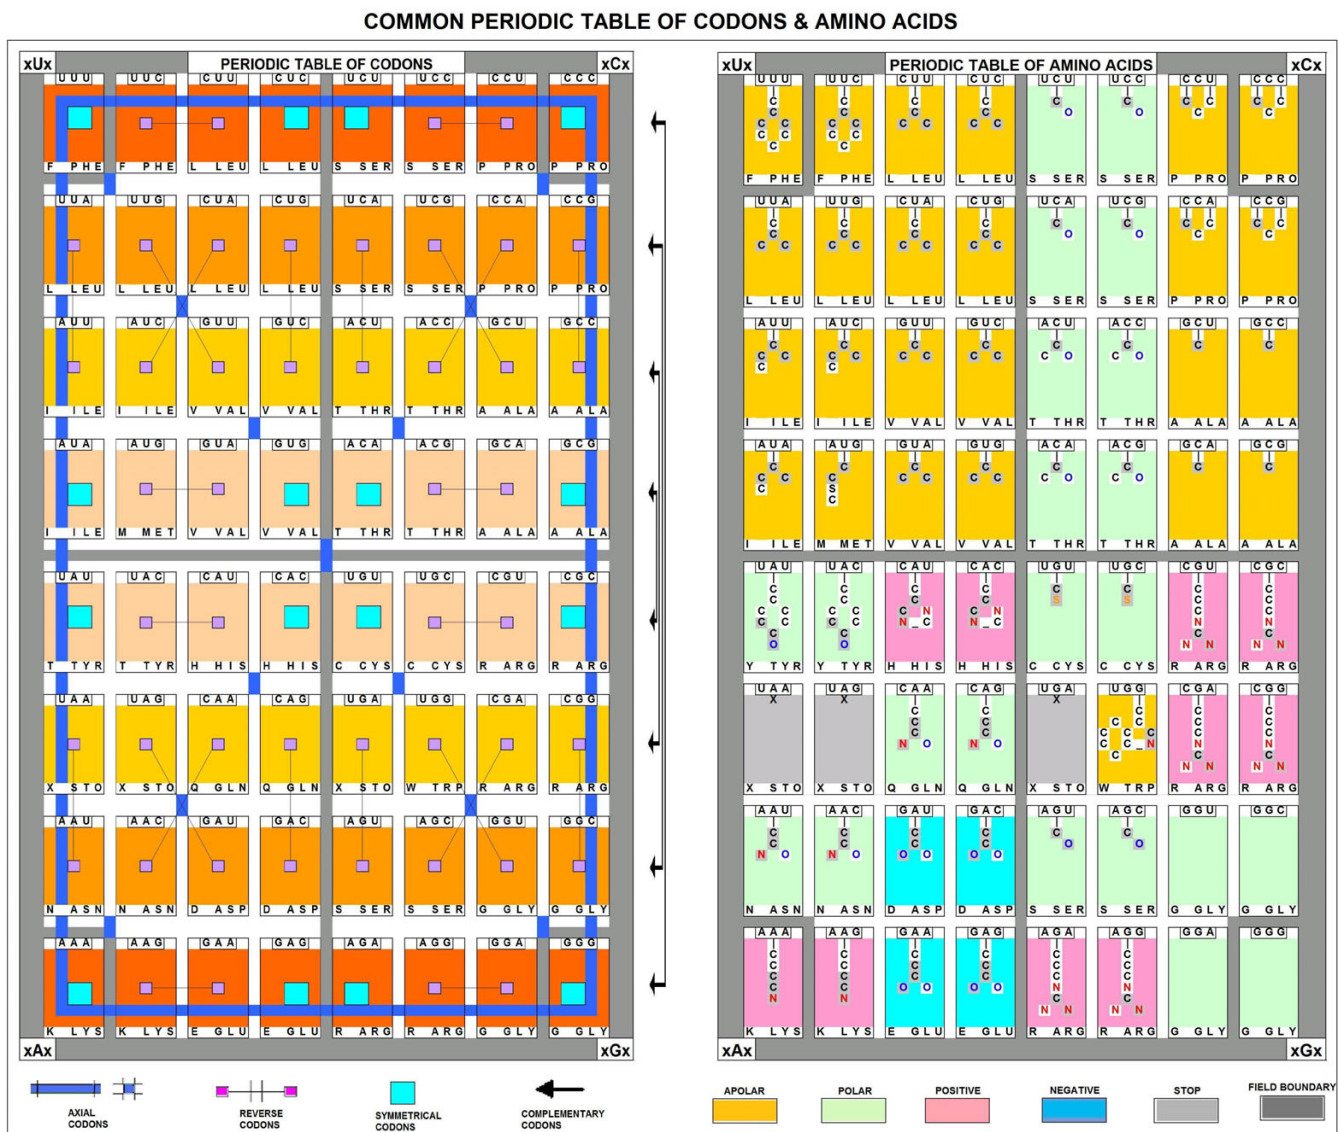 COMMON PERIODIC TABLE OF CODONS & AMINO ACIDS
xUx PERIODIC TABLE OF CODONS xCx
UUU UUC CUU CUC UCU UCC CCU CCC
F PHE F PHE L LEU L LEU S SER S SER P PRO P PRO
UUA UUG CUA CUG UCA UCG CCA CCG
L LEU L LEU L LEU L LEU S SER S SER P PRO P PRO
AUU AUC GUU GUC ACU ACC GCU GCC
I ILE I ILE V VAL V VAL T THR T THR A ALA A ALA
AUA AUG GUA GUG ACA ACG GCA GCG
I ILE M MET V VAL V VAL T THR T THR A ALA A ALA
UAU UAC CAU CAC UGU UGC CGU CGC
T TYR T TYR H HIS H HIS C CYS C CYS R ARG R ARG
UAA UAG CAA CAG UGA UGG CGA CGG
X STO X STO Q GLN Q GLN X STO W TRP R ARG R ARG
AAU AAC GAU GAC AGU AGC GGU GGC
N ASN N ASN D ASP D ASP S SER S SER G GLY G GLY
AAA AAG GAA GAG AGA AGG GGA GGG
K LYS K LYS E GLU E GLU R ARG R ARG G GLY G GLY
xAx xGx
AXIAL CODONS
REVERSE CODONS
SYMMETRICAL CODONS
COMPLEMENTARY CODONS
xUx PERIODIC TABLE OF AMINO ACIDS xCx
UUU UUC CUU CUC UCU UCC CCU CCC
C C C C C C C C C C
C C C C O O C C
C C C C C C C C
C C C C
C C
F PHE F PHE L LEU L LEU S SER S SER P PRO P PRO
UUA UUG CUA CUG UCA UCG CCA CCG
C C C C C C C C C C
C C C C O O C C
C C C C C C C C
L LEU L LEU L LEU L LEU S SER S SER P PRO P PRO
AUU AUC GUU GUC ACU ACC GCU GCC
C C C C C C C C
C C C C C C C C C O C O
C C
I ILE I ILE V VAL V VAL T THR T THR A ALA A ALA
AUA AUG GUA GUG ACA ACG GCA GCG
C C C C C C C C
C C C C C C C C O C O
C S
C
I ILE M MET V VAL V VAL T THR T THR A ALA A ALA
UAU UAC CAU CAC UGU UGC CGU CGC
C C C C C C C C
C C C C S S C C
C C C C C N C N C C
C C C C N _ C N _ C N N
C C C C
O O N N N N
Y TYR Y TYR H HIS H HIS C CYS C CYS R ARG R ARG
UAA UAG CAA CAG UGA UGG CGA CGG
X X C C X C C C
C C C C C C
C C C C C C C
N O N O C C C N N
C C _ N C C
C N N N N
X STO X STO Q GLN Q GLN X STO W TRP R ARG R ARG
AAU AAC GAU GAC AGU AGC GGU GGC
C C C C C C
C C C C O O
N O N O O O O O
N ASN N ASN D ASP D ASP S SER S SER G GLY G GLY
AAA AAG GAA GAG AGA AGG GGA GGG
C C C C C C
C C C C C C
C C C C C C
C C O O O O N N
N N C C
N N N N
K LYS K LYS E GLU E GLU R ARG R ARG G GLY G GLY
xAx xGx
APOLAR
POLAR
POSITIVE
NEGATIVE
STOP
FIELD BOUNDARY